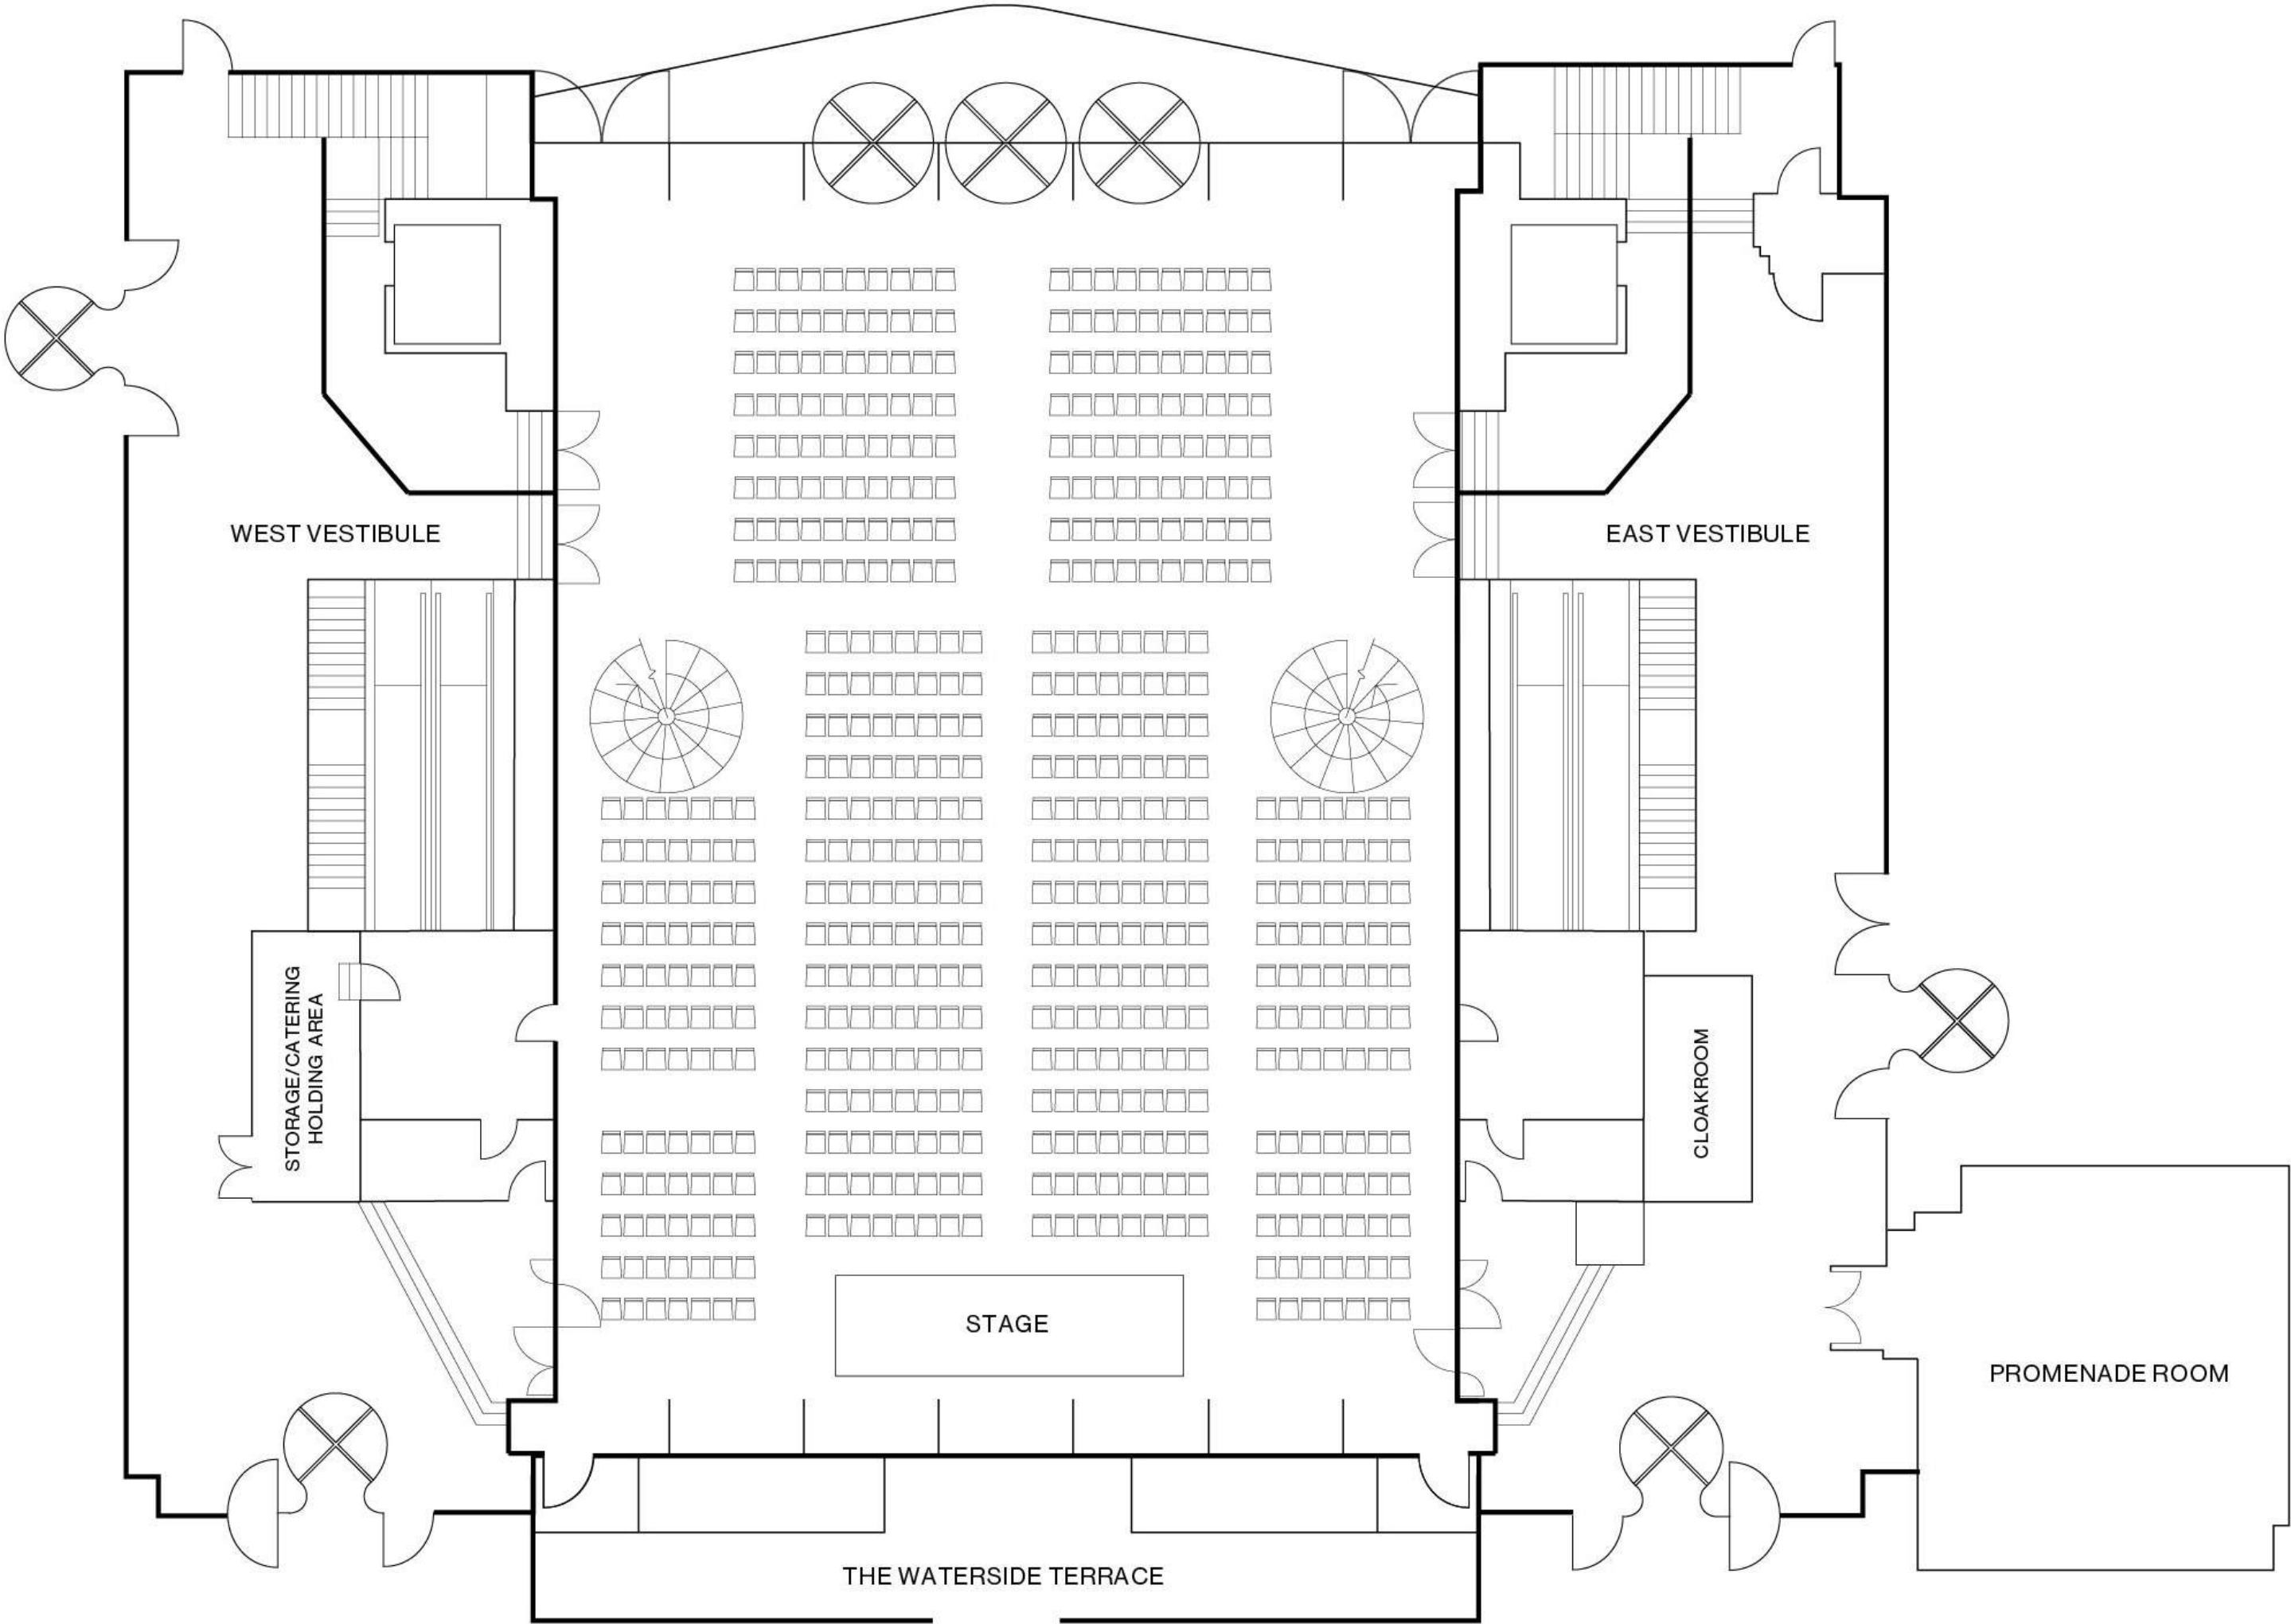 WEST VESTIBULE
EAST VESTIBULE
STORAGE/CATERING
HOLDING AREA
CLOAKROOM
STAGE
PROMENADE ROOM
THE WATERSIDE TERRACE